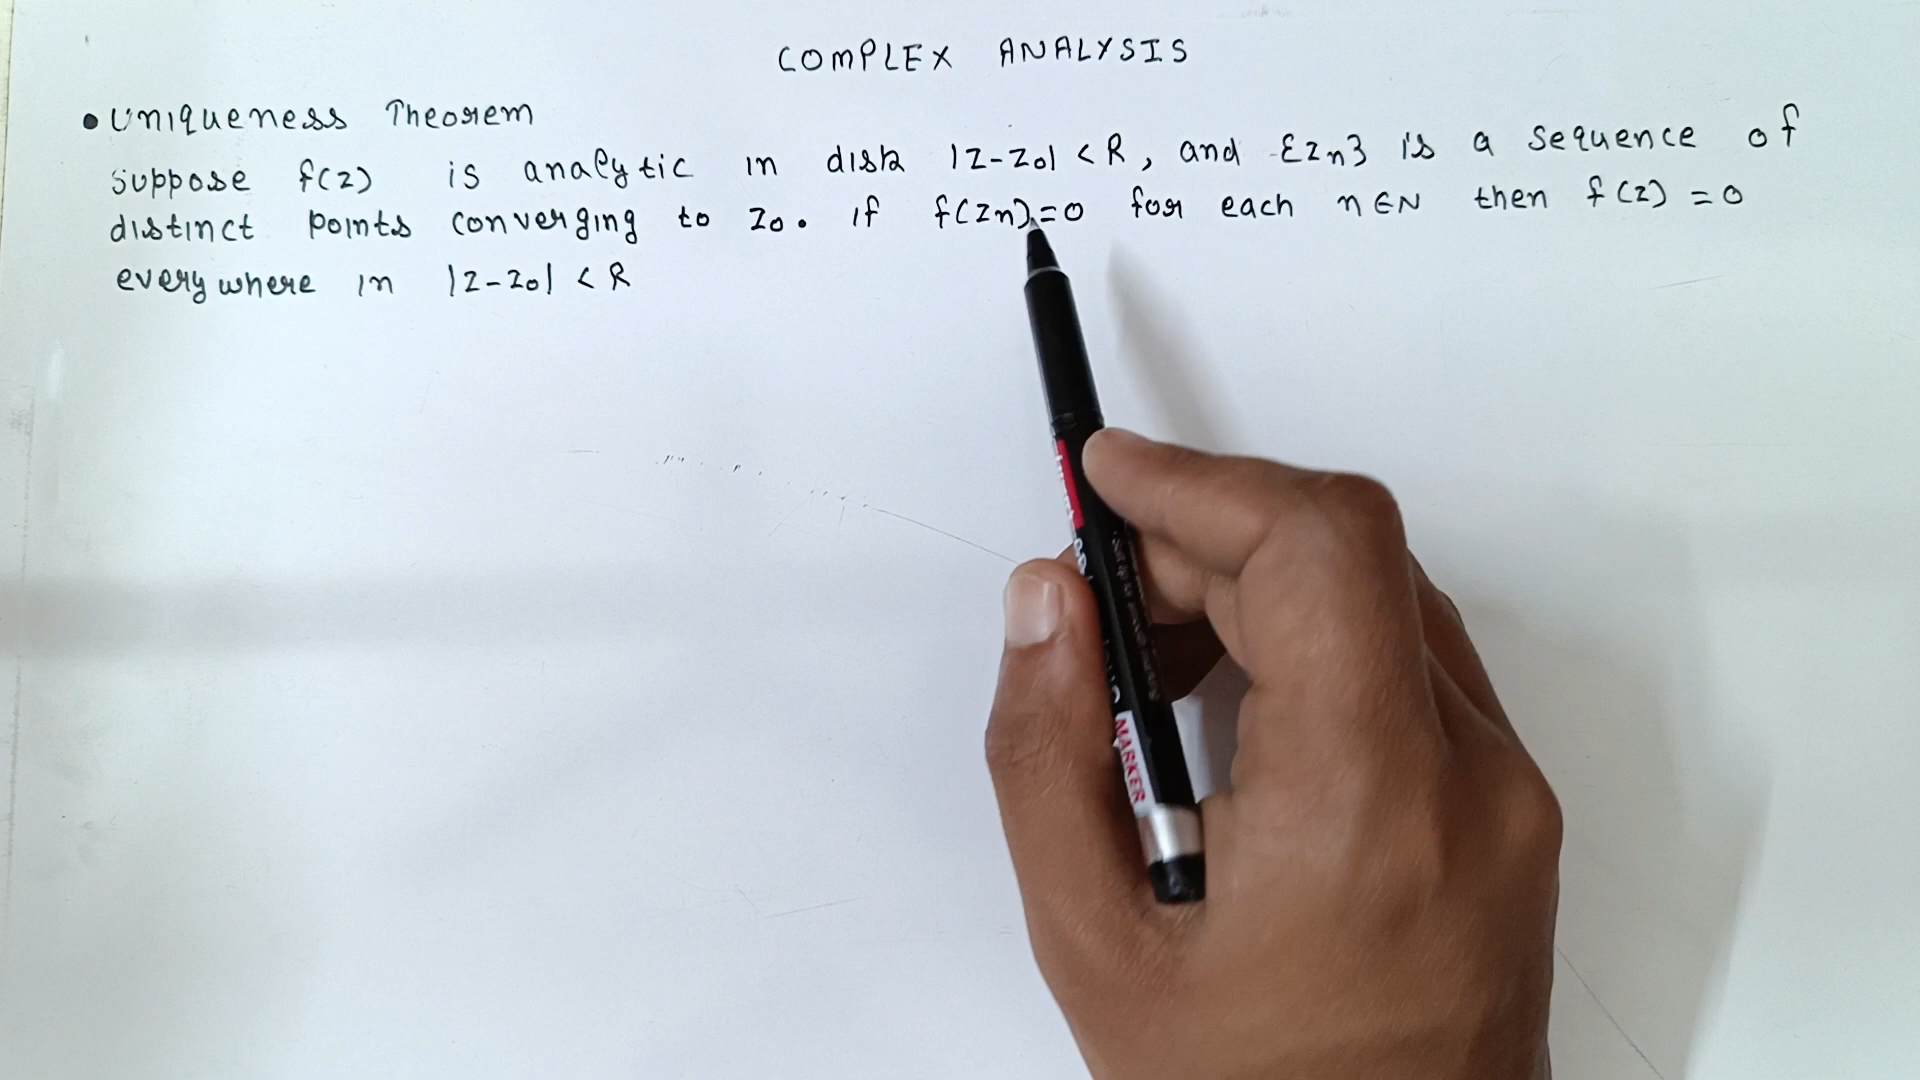 COMPLEX ANALYSIS
• Uniqueness Theorem
suppose f(z) is analytic in disk |z-z0| < R, and {zn} is a sequence of
distinct points converging to z0. if f(zn)=0 for each n∈N then f(z) = 0
everywhere in |z-z0| < R
MARKER